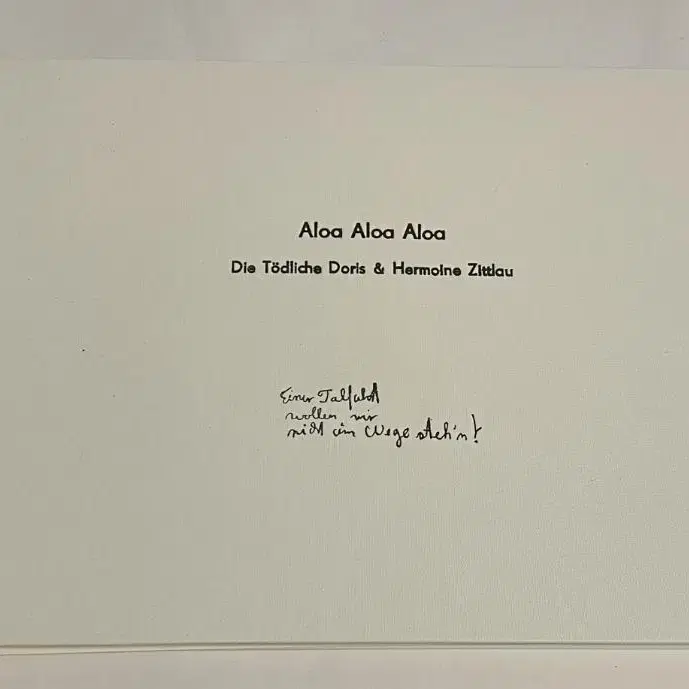 Aloa Aloa Aloa
Die Tödliche Doris & Hermoine Zittlau
Einer Talfahrt
wollen wir
nicht im Wege steh'n!